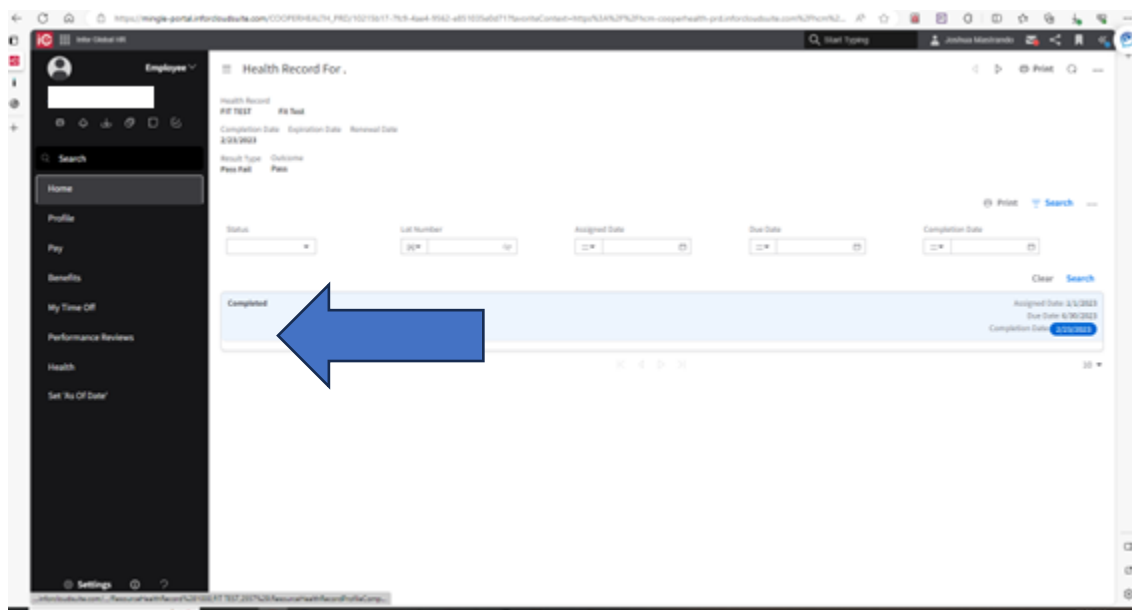 Infor Global HR
Start Typing
Joshua Mastrando
Employee
Health Record For .
Print
Health Record
FIT TEST Fit Test
Completion Date Expiration Date Renewal Date
2/23/2023
Result Type Outcome
Pass Fail Pass
Search
Home
Profile
Pay
Benefits
My Time Off
Performance Reviews
Health
Set 'As Of Date'
Settings
Print Search
Status Lot Number Assigned Date Due Date Completion Date
Clear Search
Completed
Assigned Date 2/1/2023
Due Date 6/30/2023
Completion Date 2/23/2023
10